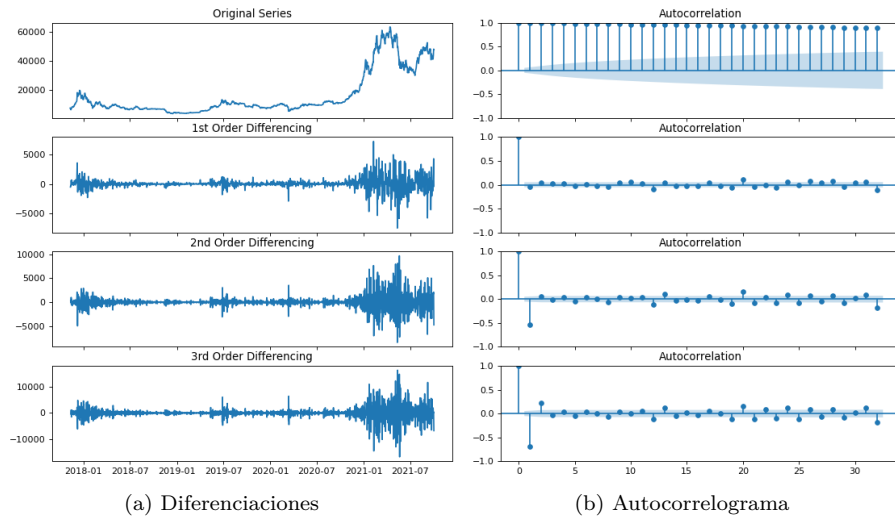 Original Series
60000
40000
20000
1st Order Differencing
5000
0
−5000
2nd Order Differencing
10000
5000
0
−5000
3rd Order Differencing
10000
0
−10000
2018-01 2018-07 2019-01 2019-07 2020-01 2020-07 2021-01 2021-07
(a) Diferenciaciones
Autocorrelation
1.0
0.5
0.0
−0.5
−1.0
Autocorrelation
1.0
0.5
0.0
−0.5
−1.0
Autocorrelation
1.0
0.5
0.0
−0.5
−1.0
Autocorrelation
1.0
0.5
0.0
−0.5
−1.0
0 5 10 15 20 25 30
(b) Autocorrelograma